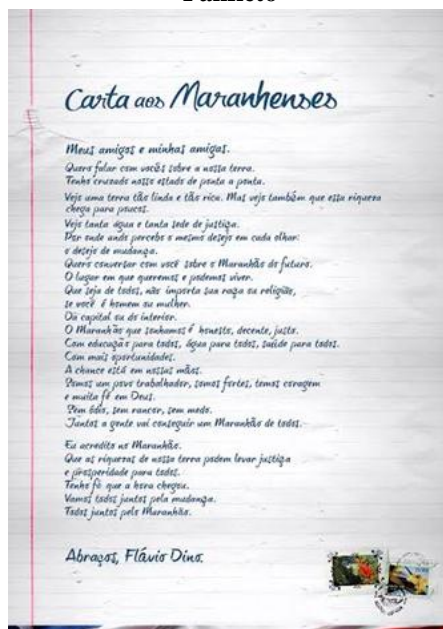 Panfleto
Carta aos Maranhenses
Meus amigos e minhas amigas.
Quero falar com vocês sobre a nossa terra.
Tenho cruzado nosso estado de ponta a ponta.
Vejo uma terra tão linda e tão rica. Mas vejo também que essa riqueza
chega para poucos.
Vejo tanta água e tanta sede de justiça.
Por onde ando percebo o mesmo desejo em cada olhar:
o desejo de mudança.
Quero conversar com você sobre o Maranhão do futuro.
O lugar em que queremos e podemos viver.
Que seja de todos, não importa sua raça ou religião,
se você é homem ou mulher.
Da capital ou do interior.
O Maranhão que sonhamos é honesto, decente, justo.
Com educação para todos, água para todos, saúde para todos.
Com mais oportunidades.
A chance está em nossas mãos.
Somos um povo trabalhador, somos fortes, temos coragem
e muita fé em Deus.
Sem ódio, sem rancor, sem medo.
Juntos a gente vai conseguir um Maranhão de todos.
Eu acredito no Maranhão.
Que as riquezas de nossa terra podem levar justiça
e prosperidade para todos.
Tenho fé que a hora chegou.
Vamos todos juntos pela mudança.
Todos juntos pelo Maranhão.
Abraços, Flávio Dino.